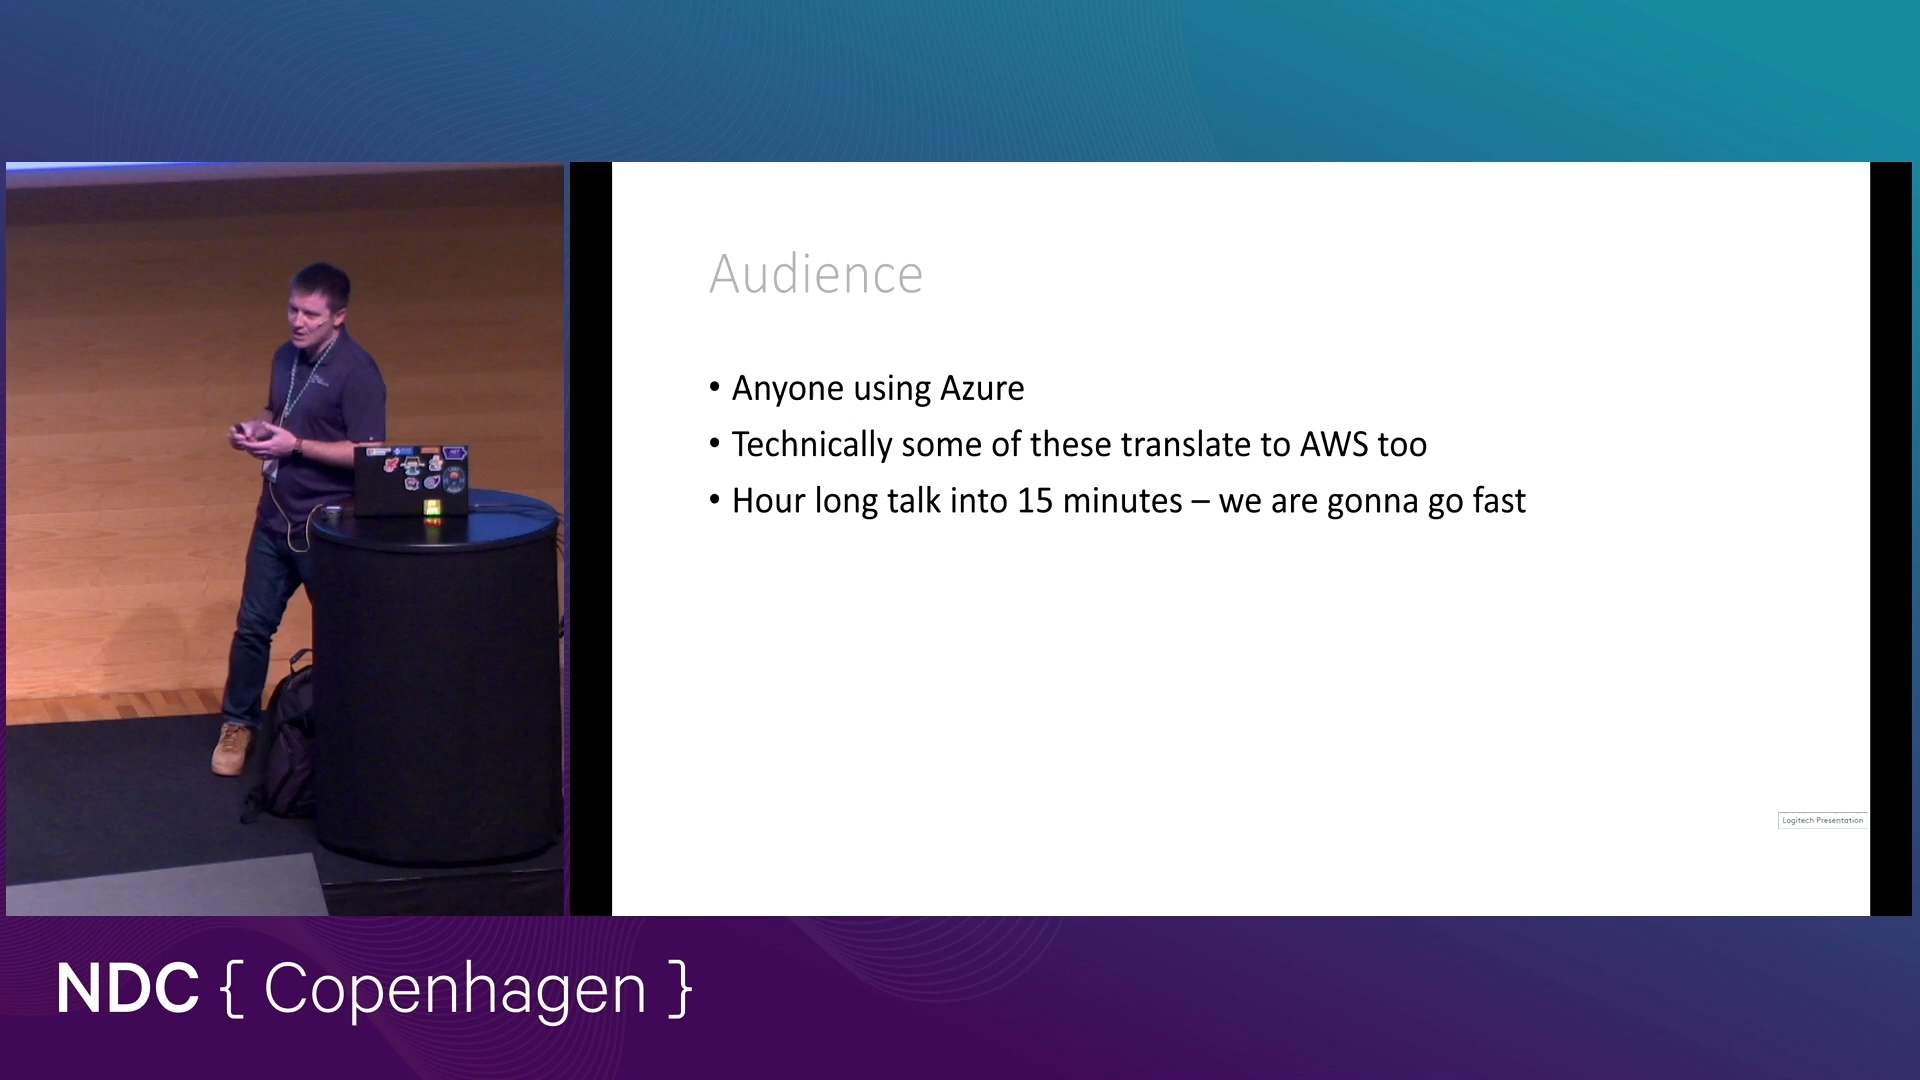 Audience
• Anyone using Azure
• Technically some of these translate to AWS too
• Hour long talk into 15 minutes – we are gonna go fast
Logitech Presentation
NDC { Copenhagen }